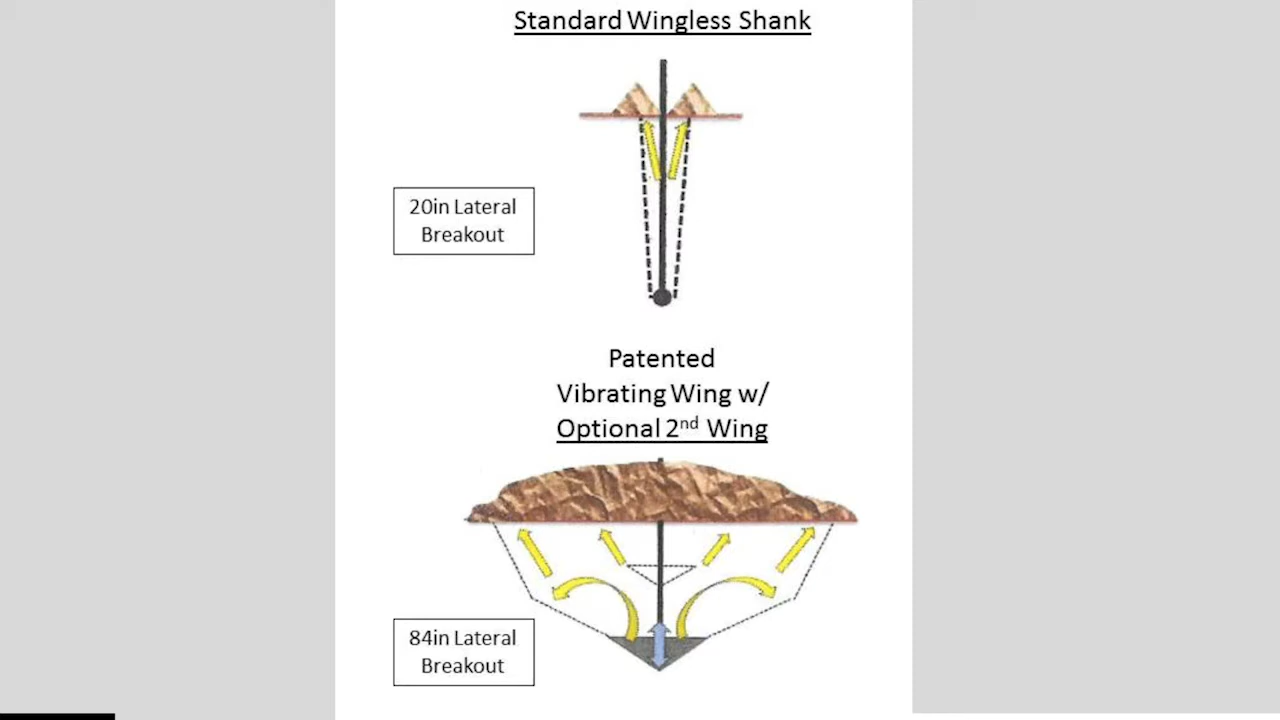 Standard Wingless Shank
20in Lateral
Breakout
Patented
Vibrating Wing w/
Optional 2nd Wing
84in Lateral
Breakout